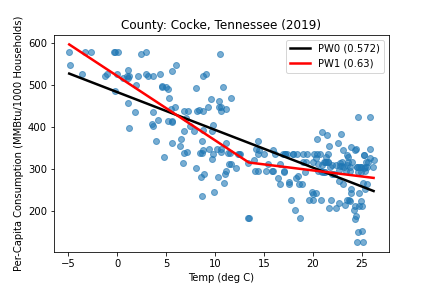 County: Cocke, Tennessee (2019)
Per-Capita Consumption (MMBtu/1000 Households)
600
500
400
300
200
PW0 (0.572)
PW1 (0.63)
−5 0 5 10 15 20 25
Temp (deg C)